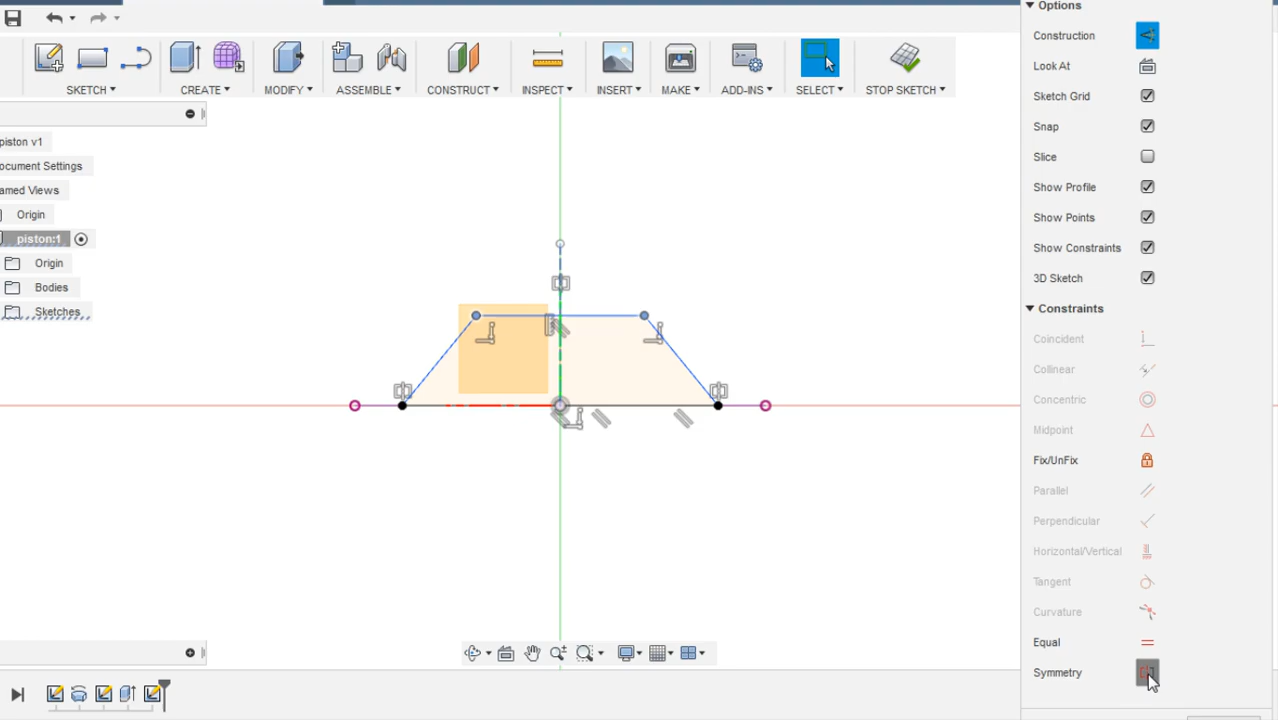 Options
Construction
Look At
Sketch Grid
Snap
Slice
Show Profile
Show Points
Show Constraints
3D Sketch
Constraints
Coincident
Collinear
Concentric
Midpoint
Fix/UnFix
Parallel
Perpendicular
Horizontal/Vertical
Tangent
Curvature
Equal
Symmetry
SKETCH CREATE MODIFY ASSEMBLE CONSTRUCT INSPECT INSERT MAKE ADD-INS SELECT STOP SKETCH
piston v1
ocument Settings
amed Views
Origin
piston:1
Origin
Bodies
Sketches